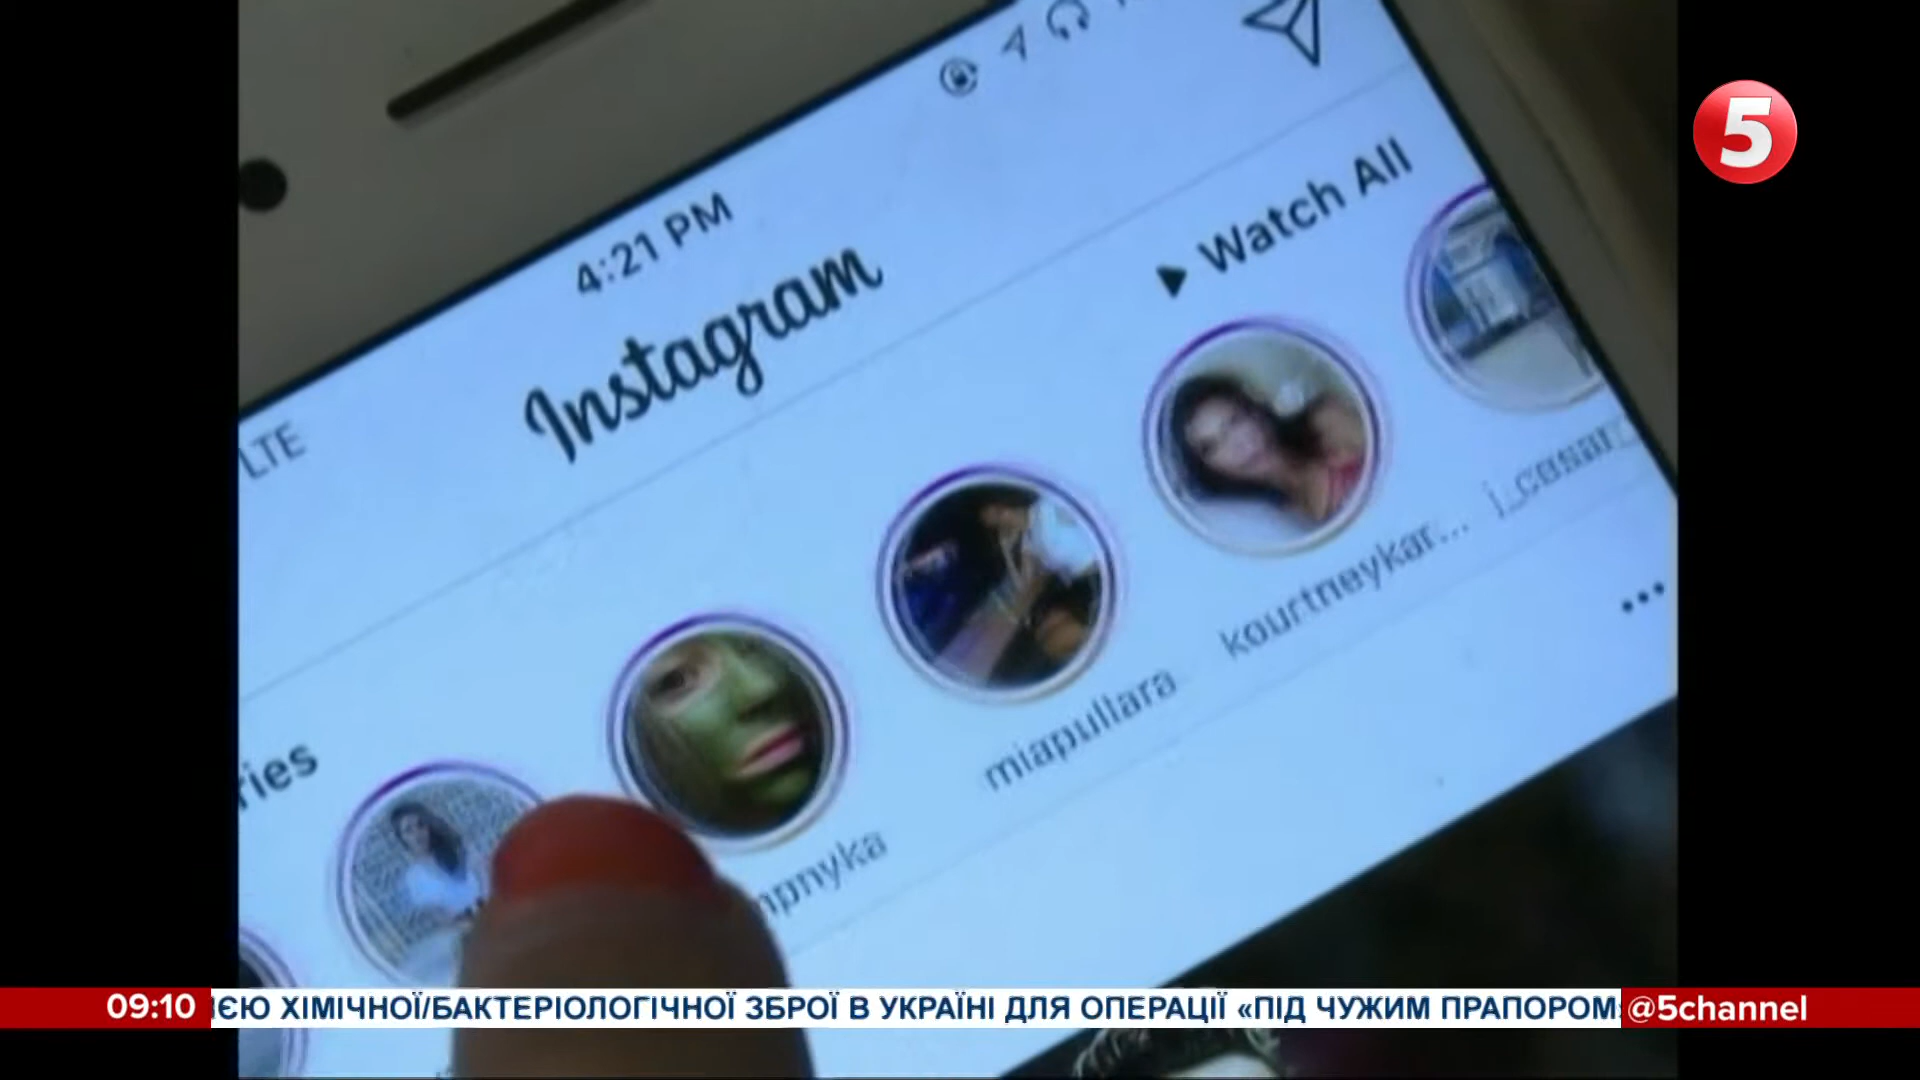 5
4:21 PM
LTE
Instagram
Watch All
kourtneykar...
miapullara
09:10
ХІМІЧНОЇ/БАКТЕРІОЛОГІЧНОЇ ЗБРОЇ В УКРАЇНІ ДЛЯ ОПЕРАЦІЇ «ПІД ЧУЖИМ ПРАПОРОМ»
@5channel